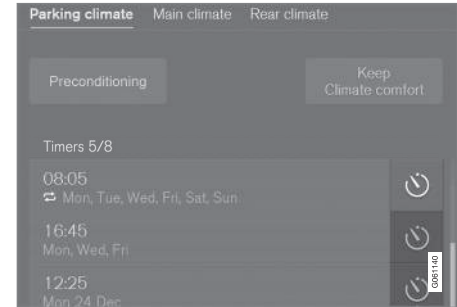 Parking climate Main climate Rear climate
Preconditioning
Keep
Climate comfort
Timers 5/8
08:05
Mon, Tue, Wed, Fri, Sat, Sun
16:45
Mon, Wed, Fri
12:25
Mon 24 Dec
G061140